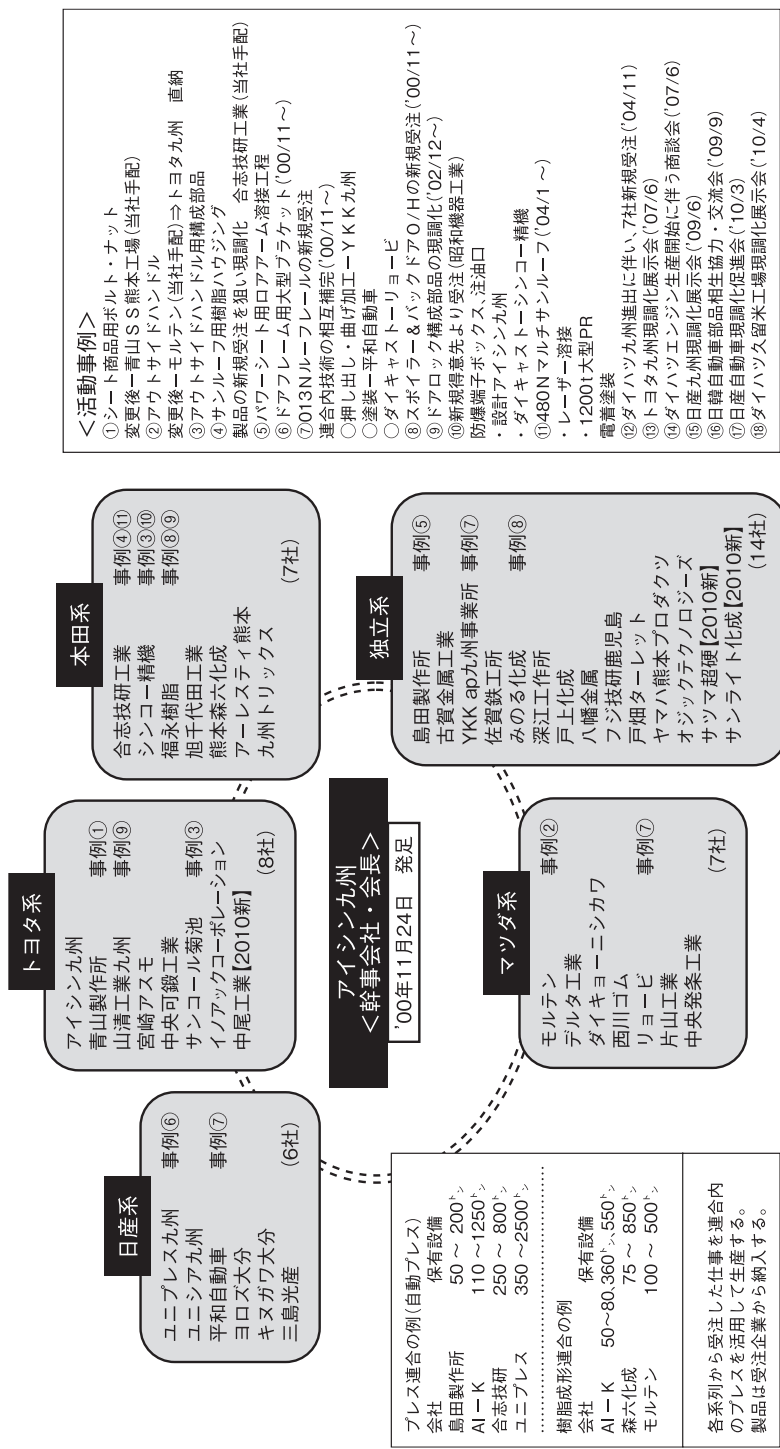 日産系
ユニプレス九州　事例⑥
ユニシア九州
平和自動車　事例⑦
ヨロズ大分
キヌガワ大分
三島光産
(6社)
トヨタ系
アイシン九州
青山製作所　事例①
山清工業九州　事例⑨
宮崎アスモ
中央可鍛工業
サンコール菊池　事例③
イノアックコーポレーション
中尾工業【2010新】
(8社)
本田系
合志技研工業　事例④⑪
シンコー精機　事例③⑩
福永樹脂　事例⑧⑨
旭千代田工業
熊本森六化成
アーレスティ熊本
九州トリックス
(7社)
アイシン九州
＜幹事会社・会長＞
'00年11月24日　発足
マツダ系
モルテン　事例②
デルタ工業
ダイキョーニシカワ
西川ゴム
リョービ　事例⑦
片山工業
中央発条工業
(7社)
独立系
島田製作所　事例⑤
古賀金属工業
YKK ap九州事業所　事例⑦
佐賀鉄工所
みのる化成　事例⑧
深江工作所
戸上化成
八幡金属
フジ技研鹿児島
戸畑ターレット
ヤマハ熊本プロダクツ
オジックテクノロジーズ
サツマ超硬【2010新】
サンライト化成【2010新】
(14社)
プレス連合の例(自動プレス)
会社　保有設備
島田製作所　50 ～ 200トン
AI－K　110 ～1250トン
合志技研　250 ～ 800トン
ユニプレス　350 ～2500トン
樹脂成形連合の例
会社　保有設備
AI－K　50～80、360トン、550トン
森六化成　75 ～ 850トン
モルテン　100 ～ 500トン
各系列から受注した仕事を連合内
のプレスを活用して生産する。
製品は受注企業から納入する。
＜活動事例＞
①シート商品用ボルト・ナット
変更後ー青山ＳＳ熊本工場(当社手配)
②アウトサイドハンドル
変更後ーモルテン(当社手配)⇒トヨタ九州　直納
③アウトサイドハンドル用構成部品
④サンルーフ用樹脂ハウジング
製品の新規受注を狙い現調化　合志技研工業(当社手配)
⑤パワーシート用ロアアーム溶接工程
⑥ドアフレーム用大型ブラケット('00/11～)
⑦013Nルーフレールの新規受注
連合内技術の相互補完('00/11～)
○押し出し・曲げ加工ーＹＫＫ九州
○塗装ー平和自動車
○ダイキャストーリョービ
⑧スポイラー＆バックドアＯ/Ｈの新規受注('00/11～)
⑨ドアロック構成部品の現調化('02/12～)
⑩新規得意先より受注(昭和機器工業)
防爆端子ボックス、注油口
・設計アイシン九州
・ダイキャストーシンコー精機
⑪480Nマルチサンルーフ('04/1 ～)
・レーザー溶接
・1200t大型PR
電着塗装
⑫ダイハツ九州進出に伴い、7社新規受注('04/11)
⑬トヨタ九州現調化展示会('07/6)
⑭ダイハツエンジン生産開始に伴う商談会('07/6)
⑮日産九州現調化展示会('09/6)
⑯日韓自動車部品相生協力・交流会('09/9)
⑰日産自動車現調化促進会('10/3)
⑱ダイハツ久留米工場現調化展示会('10/4)